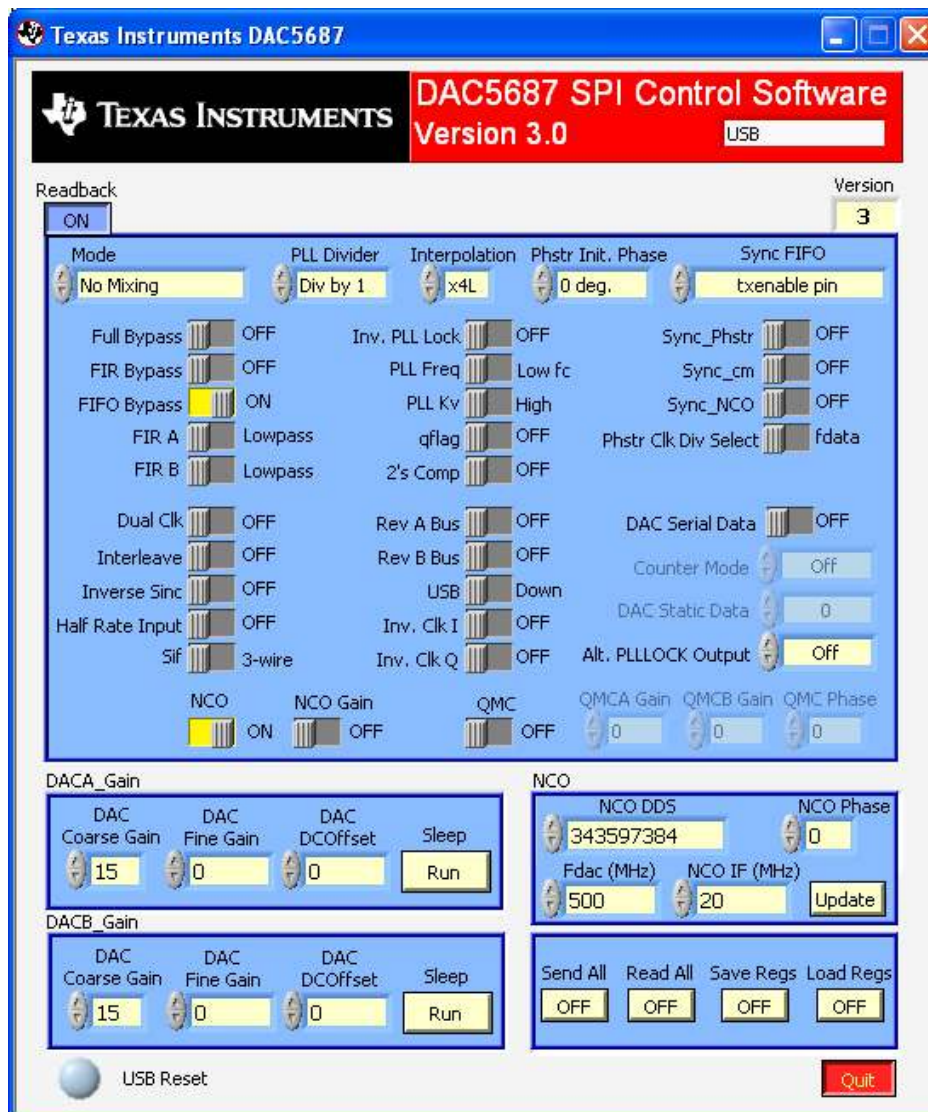 Texas Instruments DAC5687
TEXAS INSTRUMENTS
DAC5687 SPI Control Software
Version 3.0
USB
Readback
ON
Version
3
Mode PLL Divider Interpolation Phstr Init. Phase Sync FIFO
No Mixing Div by 1 x4L 0 deg. txenable pin
Full Bypass OFF Inv. PLL Lock OFF Sync_Phstr OFF
FIR Bypass OFF PLL Freq Low fc Sync_cm OFF
FIFO Bypass ON PLL Kv High Sync_NCO OFF
FIR A Lowpass qflag OFF Phstr Clk Div Select fdata
FIR B Lowpass 2's Comp OFF
Dual Clk OFF Rev A Bus OFF DAC Serial Data OFF
Interleave OFF Rev B Bus OFF Counter Mode Off
Inverse Sinc OFF USB Down DAC Static Data 0
Half Rate Input OFF Inv. Clk I OFF Alt. PLLLOCK Output Off
Sif 3-wire Inv. Clk Q OFF
NCO NCO Gain QMC QMCA Gain QMCB Gain QMC Phase
ON OFF OFF 0 0 0
DACA_Gain
DAC Coarse Gain DAC Fine Gain DAC DCOffset Sleep
15 0 0 Run
DACB_Gain
DAC Coarse Gain DAC Fine Gain DAC DCOffset Sleep
15 0 0 Run
NCO
NCO DDS NCO Phase
343597384 0
Fdac (MHz) NCO IF (MHz)
500 20 Update
Send All Read All Save Regs Load Regs
OFF OFF OFF OFF
USB Reset
Quit